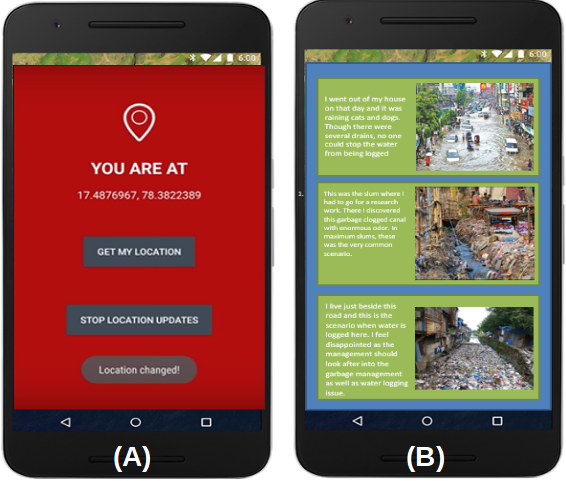 6:00
YOU ARE AT
17.4876967, 78.3822389
GET MY LOCATION
STOP LOCATION UPDATES
Location changed!
(A)
6:00
I went out of my house
on that day and it was
raining cats and dogs.
Though there were
several drains, no one
could stop the water
from being logged
1.
This was the slum where I
had to go for a research
work. There I discovered
this garbage clogged canal
with enormous odor. In
maximum slums, these
was the very common
scenario.
I live just beside this
road and this is the
scenario when water is
logged here. I feel
disappointed as the
management should
look after into the
garbage management
as well as water logging
issue.
(B)